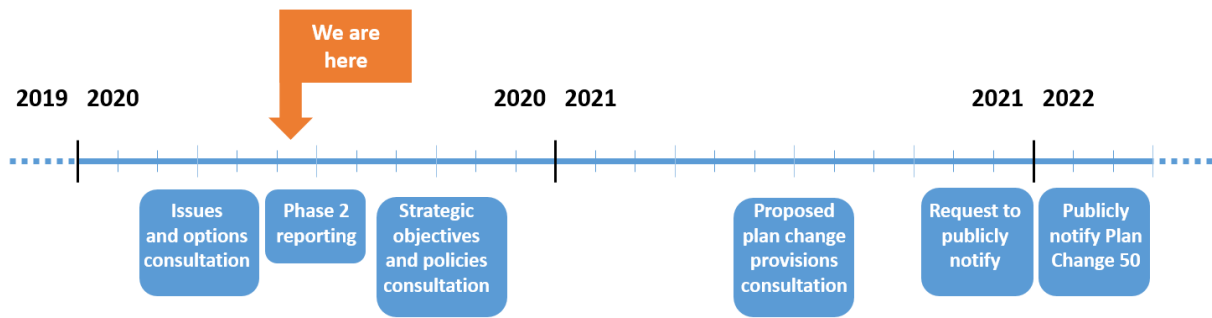 We are
here
2019 2020
2020 2021
2021 2022
Issues
and options
consultation
Phase 2
reporting
Strategic
objectives
and policies
consultation
Proposed
plan change
provisions
consultation
Request to
publicly
notify
Publicly
notify Plan
Change 50